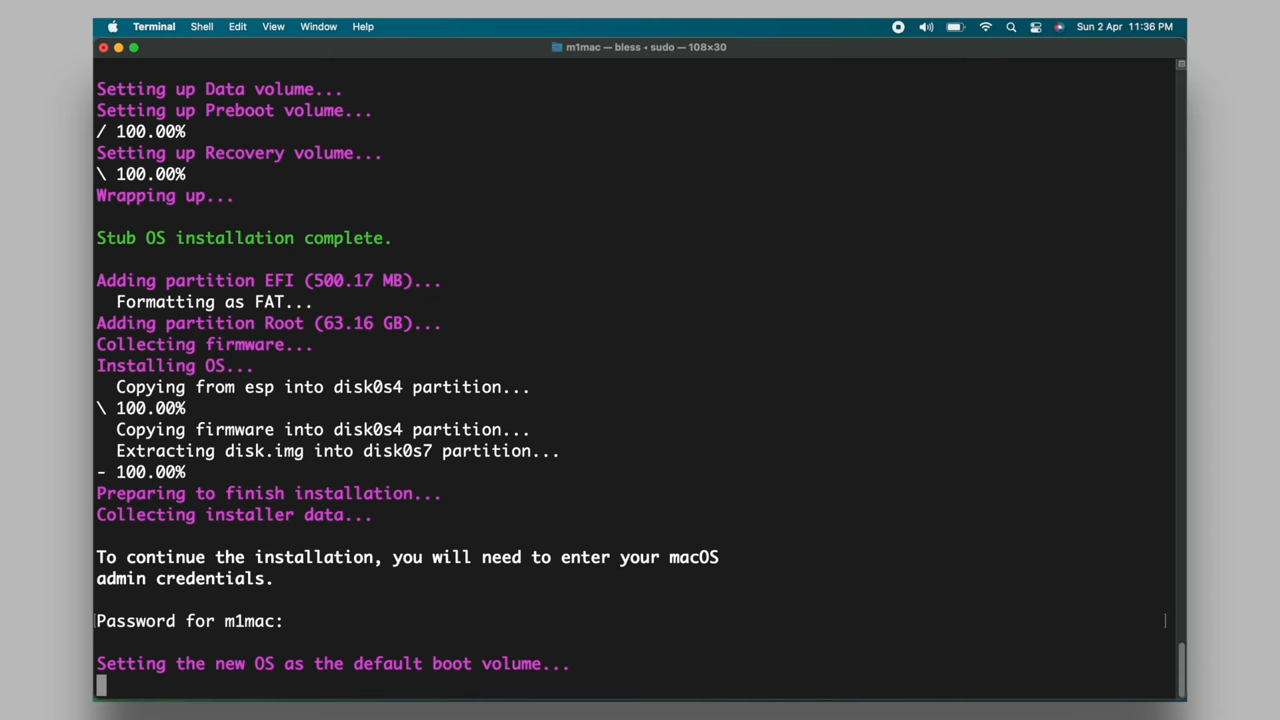 Terminal Shell Edit View Window Help Sun 2 Apr 11:36 PM
m1mac — bless • sudo — 108×30
Setting up Data volume...
Setting up Preboot volume...
/ 100.00%
Setting up Recovery volume...
\ 100.00%
Wrapping up...
Stub OS installation complete.
Adding partition EFI (500.17 MB)...
Formatting as FAT...
Adding partition Root (63.16 GB)...
Collecting firmware...
Installing OS...
Copying from esp into disk0s4 partition...
\ 100.00%
Copying firmware into disk0s4 partition...
Extracting disk.img into disk0s7 partition...
- 100.00%
Preparing to finish installation...
Collecting installer data...
To continue the installation, you will need to enter your macOS
admin credentials.
Password for m1mac:
Setting the new OS as the default boot volume...